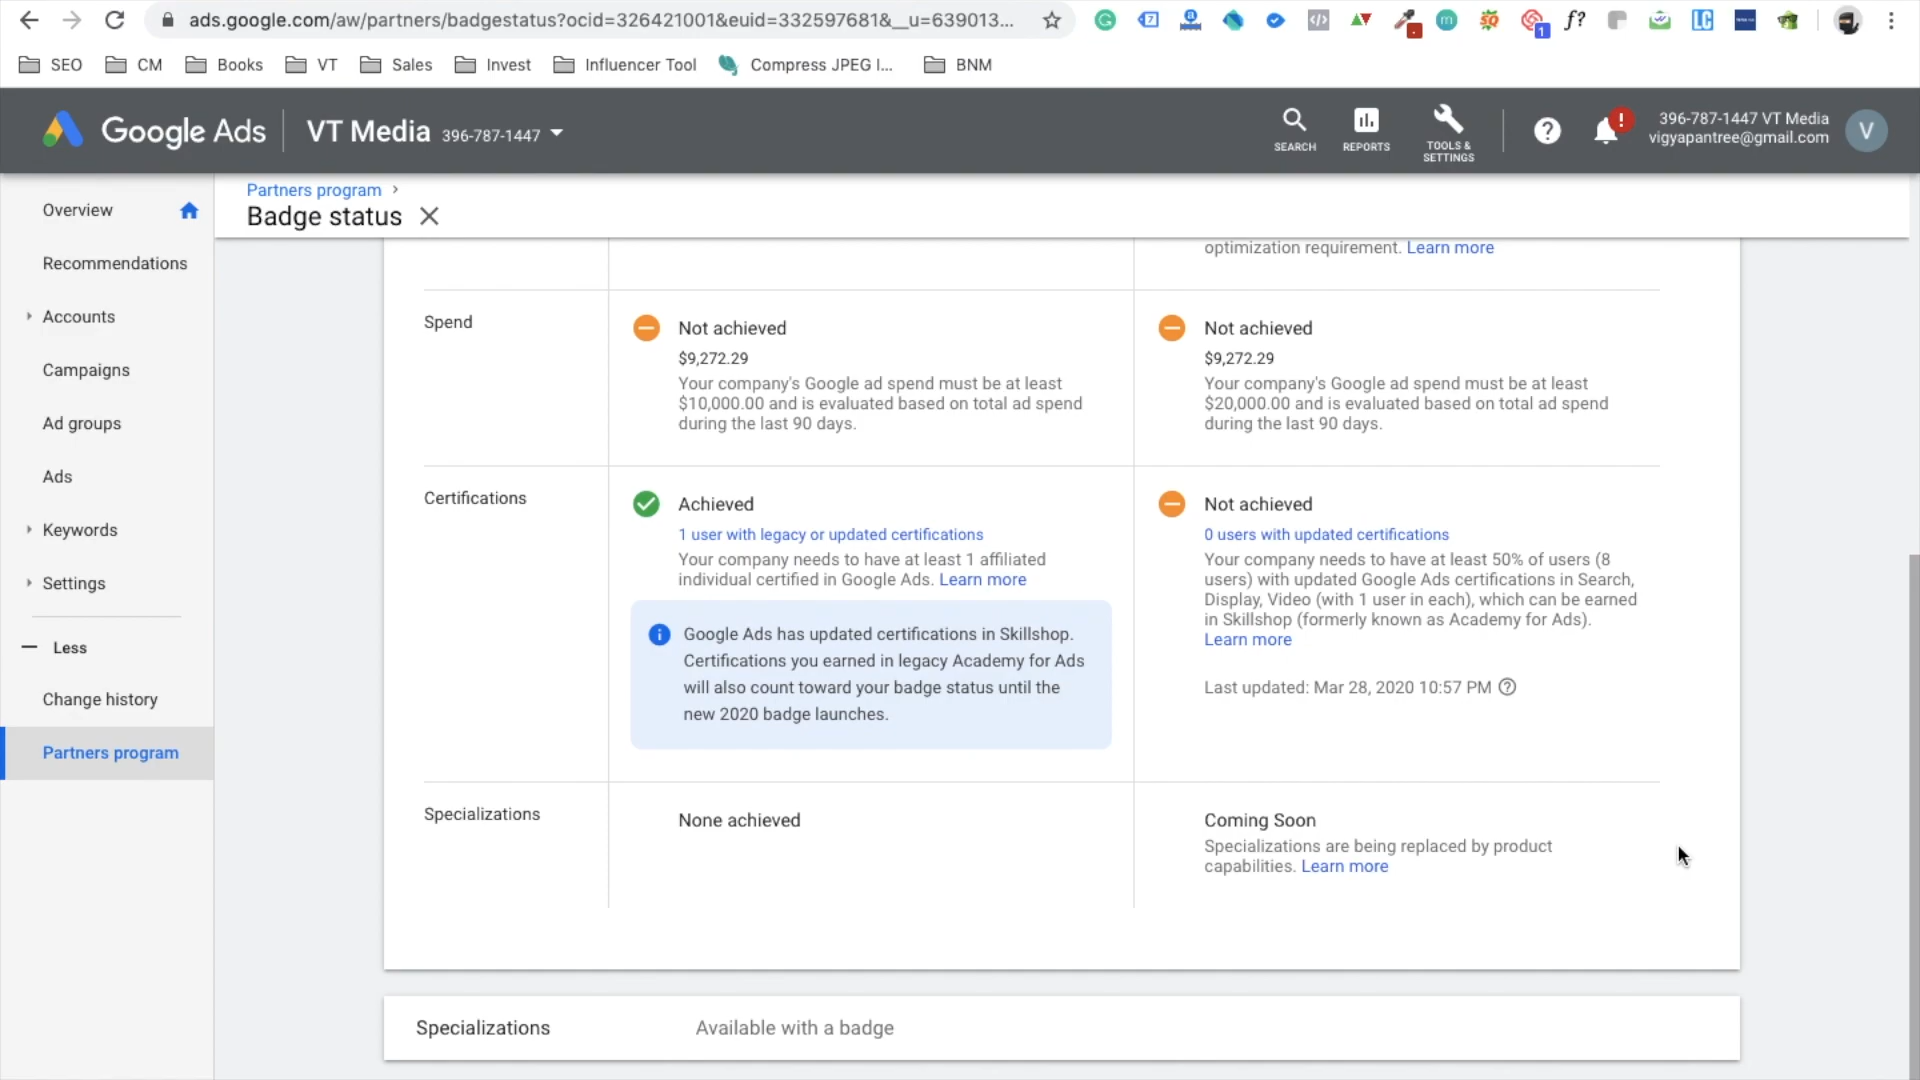 ads.google.com/aw/partners/badgestatus?ocid=326421001&euid=332597681&__u=639013...
SEO
CM
Books
VT
Sales
Invest
Influencer Tool
Compress JPEG I...
BNM
Google Ads
VT Media 396-787-1447
SEARCH
REPORTS
TOOLS &
SETTINGS
396-787-1447 VT Media
vigyapantree@gmail.com
V
Overview
Recommendations
Accounts
Campaigns
Ad groups
Ads
Keywords
Settings
Less
Change history
Partners program
Partners program
Badge status
optimization requirement. Learn more
Spend
Not achieved
$9,272.29
Your company's Google ad spend must be at least
$10,000.00 and is evaluated based on total ad spend
during the last 90 days.
Not achieved
$9,272.29
Your company's Google ad spend must be at least
$20,000.00 and is evaluated based on total ad spend
during the last 90 days.
Certifications
Achieved
1 user with legacy or updated certifications
Your company needs to have at least 1 affiliated
individual certified in Google Ads. Learn more
Google Ads has updated certifications in Skillshop.
Certifications you earned in legacy Academy for Ads
will also count toward your badge status until the
new 2020 badge launches.
Not achieved
0 users with updated certifications
Your company needs to have at least 50% of users (8
users) with updated Google Ads certifications in Search,
Display, Video (with 1 user in each), which can be earned
in Skillshop (formerly known as Academy for Ads).
Learn more
Last updated: Mar 28, 2020 10:57 PM
Specializations
None achieved
Coming Soon
Specializations are being replaced by product
capabilities. Learn more
Specializations
Available with a badge